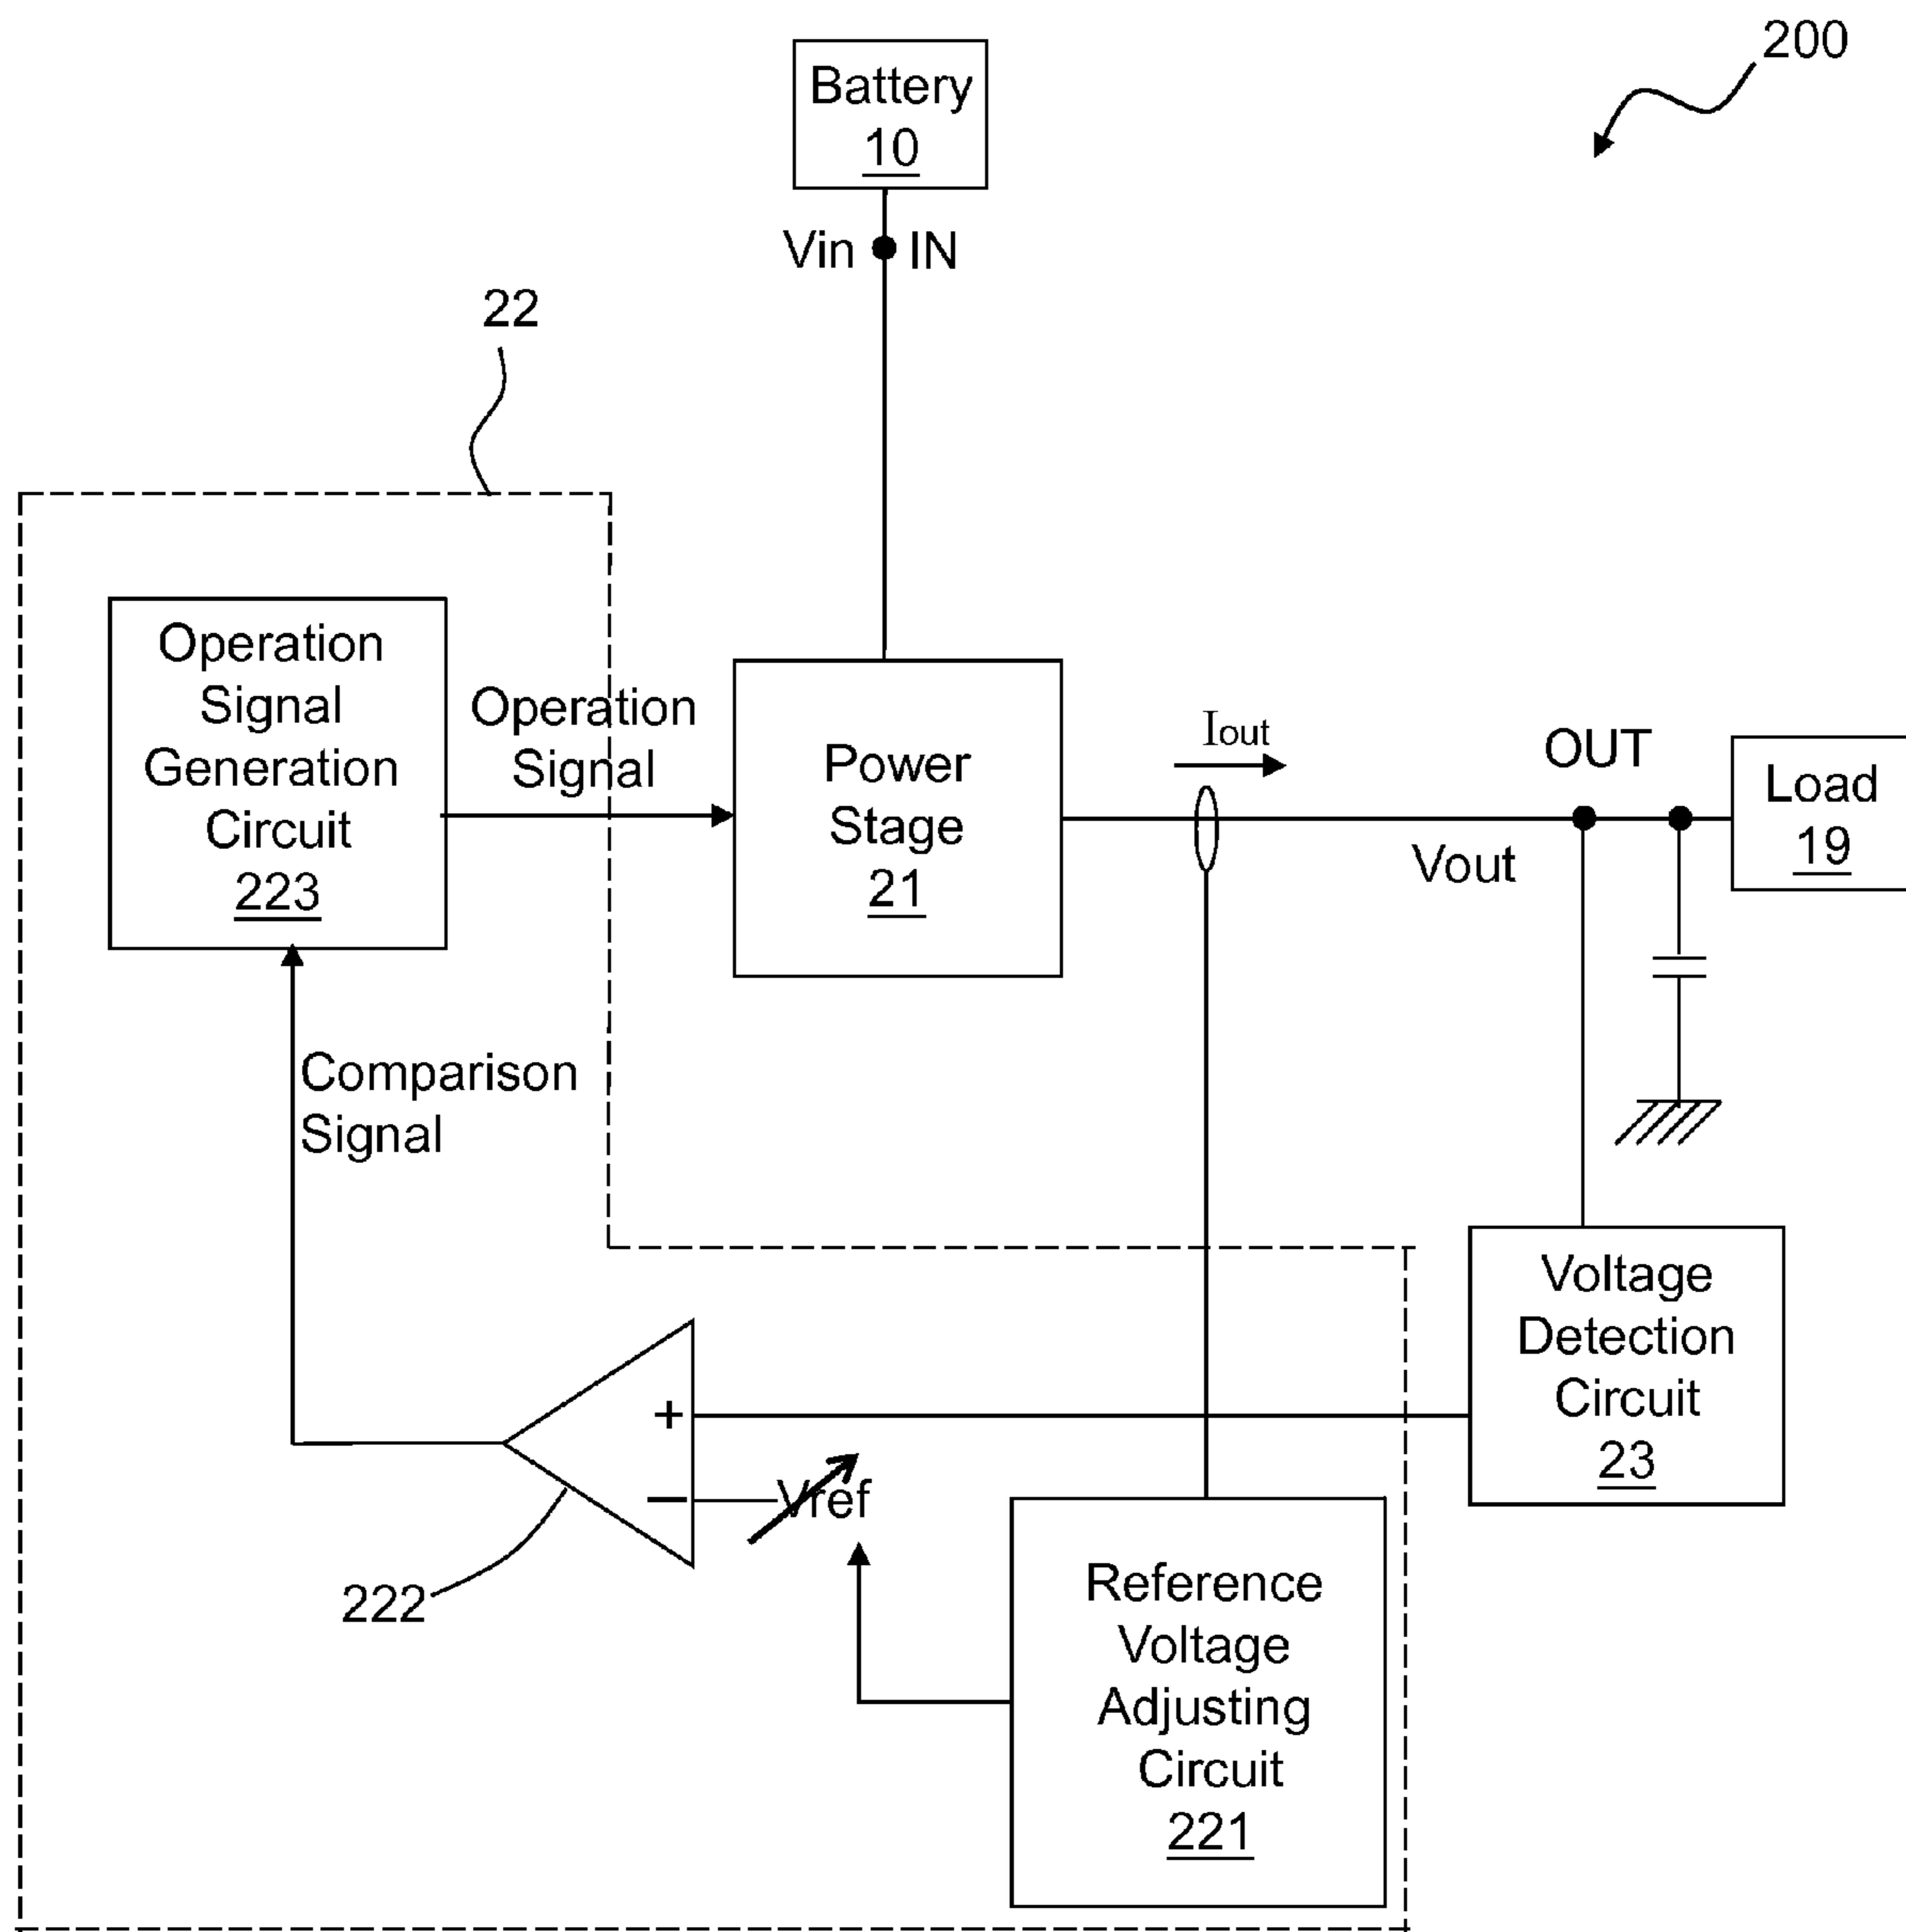 200
Battery
10
Vin
IN
22
Operation
Signal
Generation
Circuit
223
Operation
Signal
Power
Stage
21
Iout
OUT
Vout
Load
19
Comparison
Signal
Voltage
Detection
Circuit
23
+
−
Vref
222
Reference
Voltage
Adjusting
Circuit
221